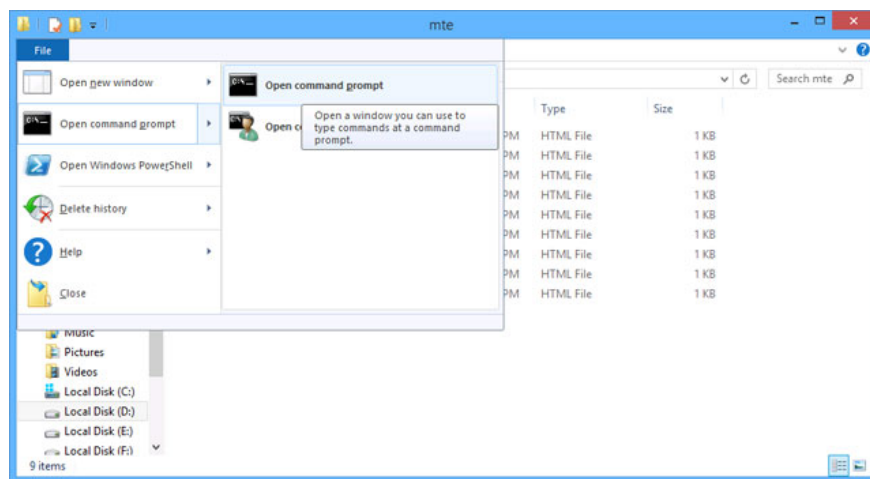 mte
File
Open new window
Open command prompt
Open Windows PowerShell
Delete history
Help
Close
Open command prompt
Open c
Open a window you can use to
type commands at a command
prompt.
Search mte
Type Size
PM HTML File 1 KB
PM HTML File 1 KB
PM HTML File 1 KB
PM HTML File 1 KB
PM HTML File 1 KB
PM HTML File 1 KB
PM HTML File 1 KB
PM HTML File 1 KB
PM HTML File 1 KB
Music
Pictures
Videos
Local Disk (C:)
Local Disk (D:)
Local Disk (E:)
Local Disk (F:)
9 items